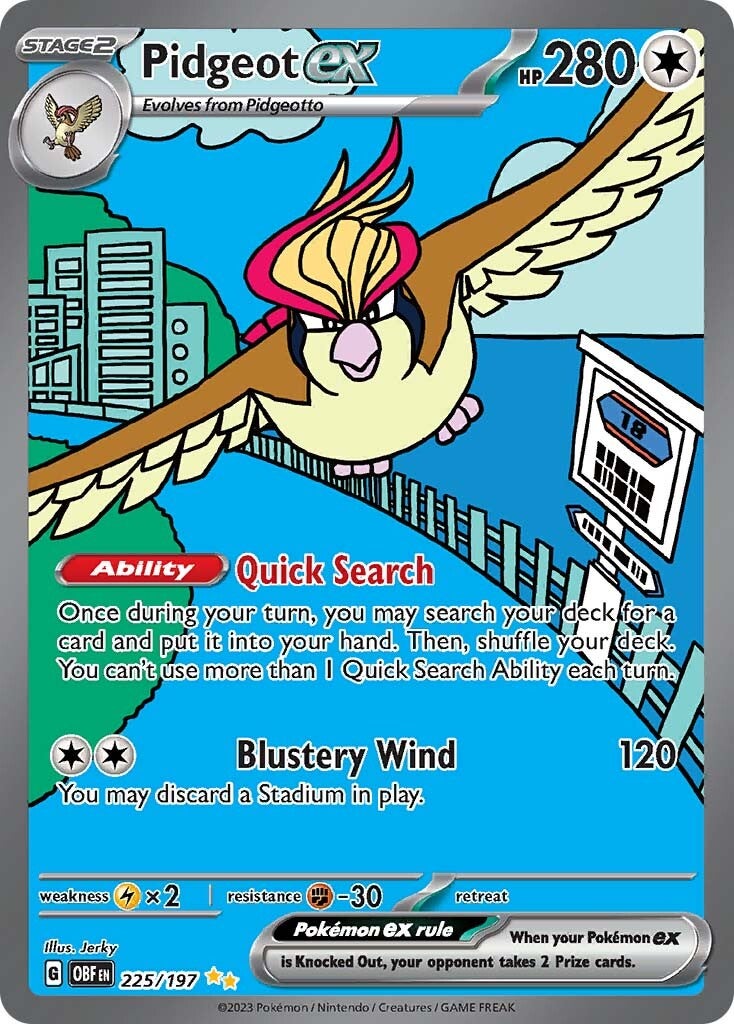 STAGE2
Pidgeot ex
HP 280
Evolves from Pidgeotto
18
Ability Quick Search
Once during your turn, you may search your deck for a
card and put it into your hand. Then, shuffle your deck.
You can't use more than 1 Quick Search Ability each turn.
Blustery Wind 120
You may discard a Stadium in play.
weakness ×2 resistance -30 retreat
Pokémon ex rule
When your Pokémon ex
is Knocked Out, your opponent takes 2 Prize cards.
Illus. Jerky
G OBF EN 225/197
©2023 Pokémon / Nintendo / Creatures / GAME FREAK